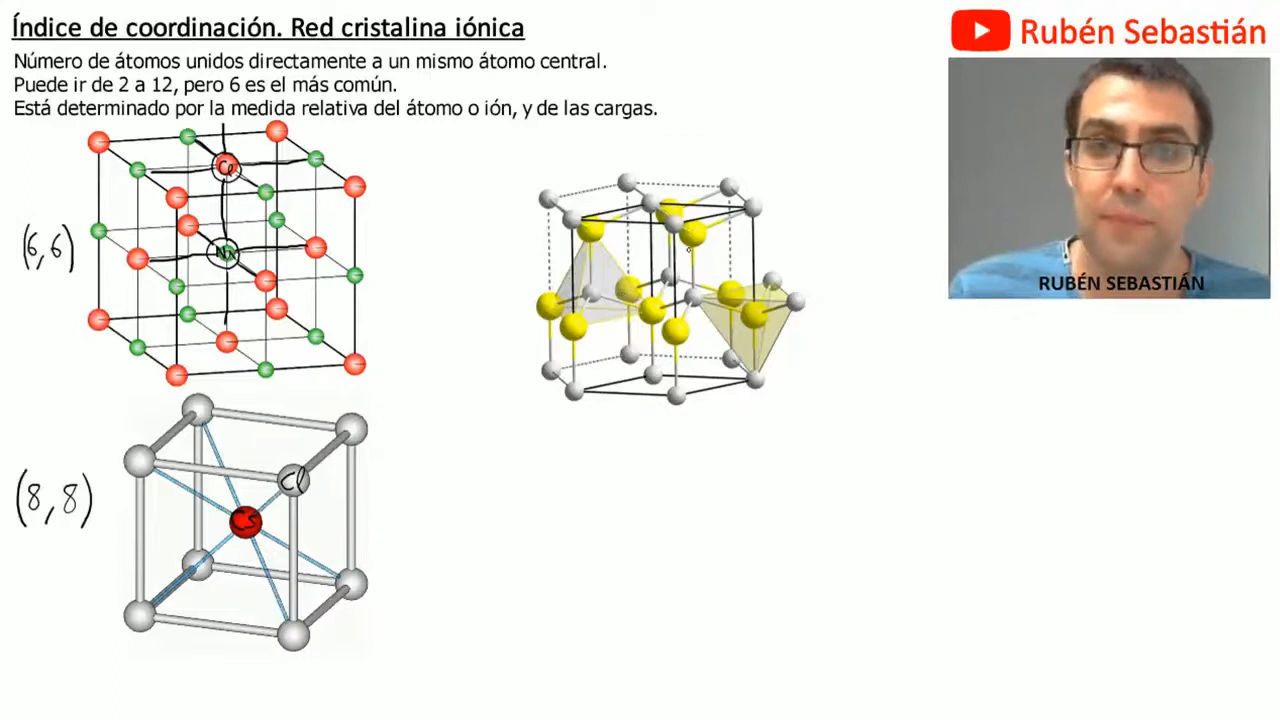 Índice de coordinación. Red cristalina iónica
Número de átomos unidos directamente a un mismo átomo central.
Puede ir de 2 a 12, pero 6 es el más común.
Está determinado por la medida relativa del átomo o ión, y de las cargas.
Rubén Sebastián
RUBÉN SEBASTIÁN
Cl
(6,6)
Na
Cl
(8,8)
Cs